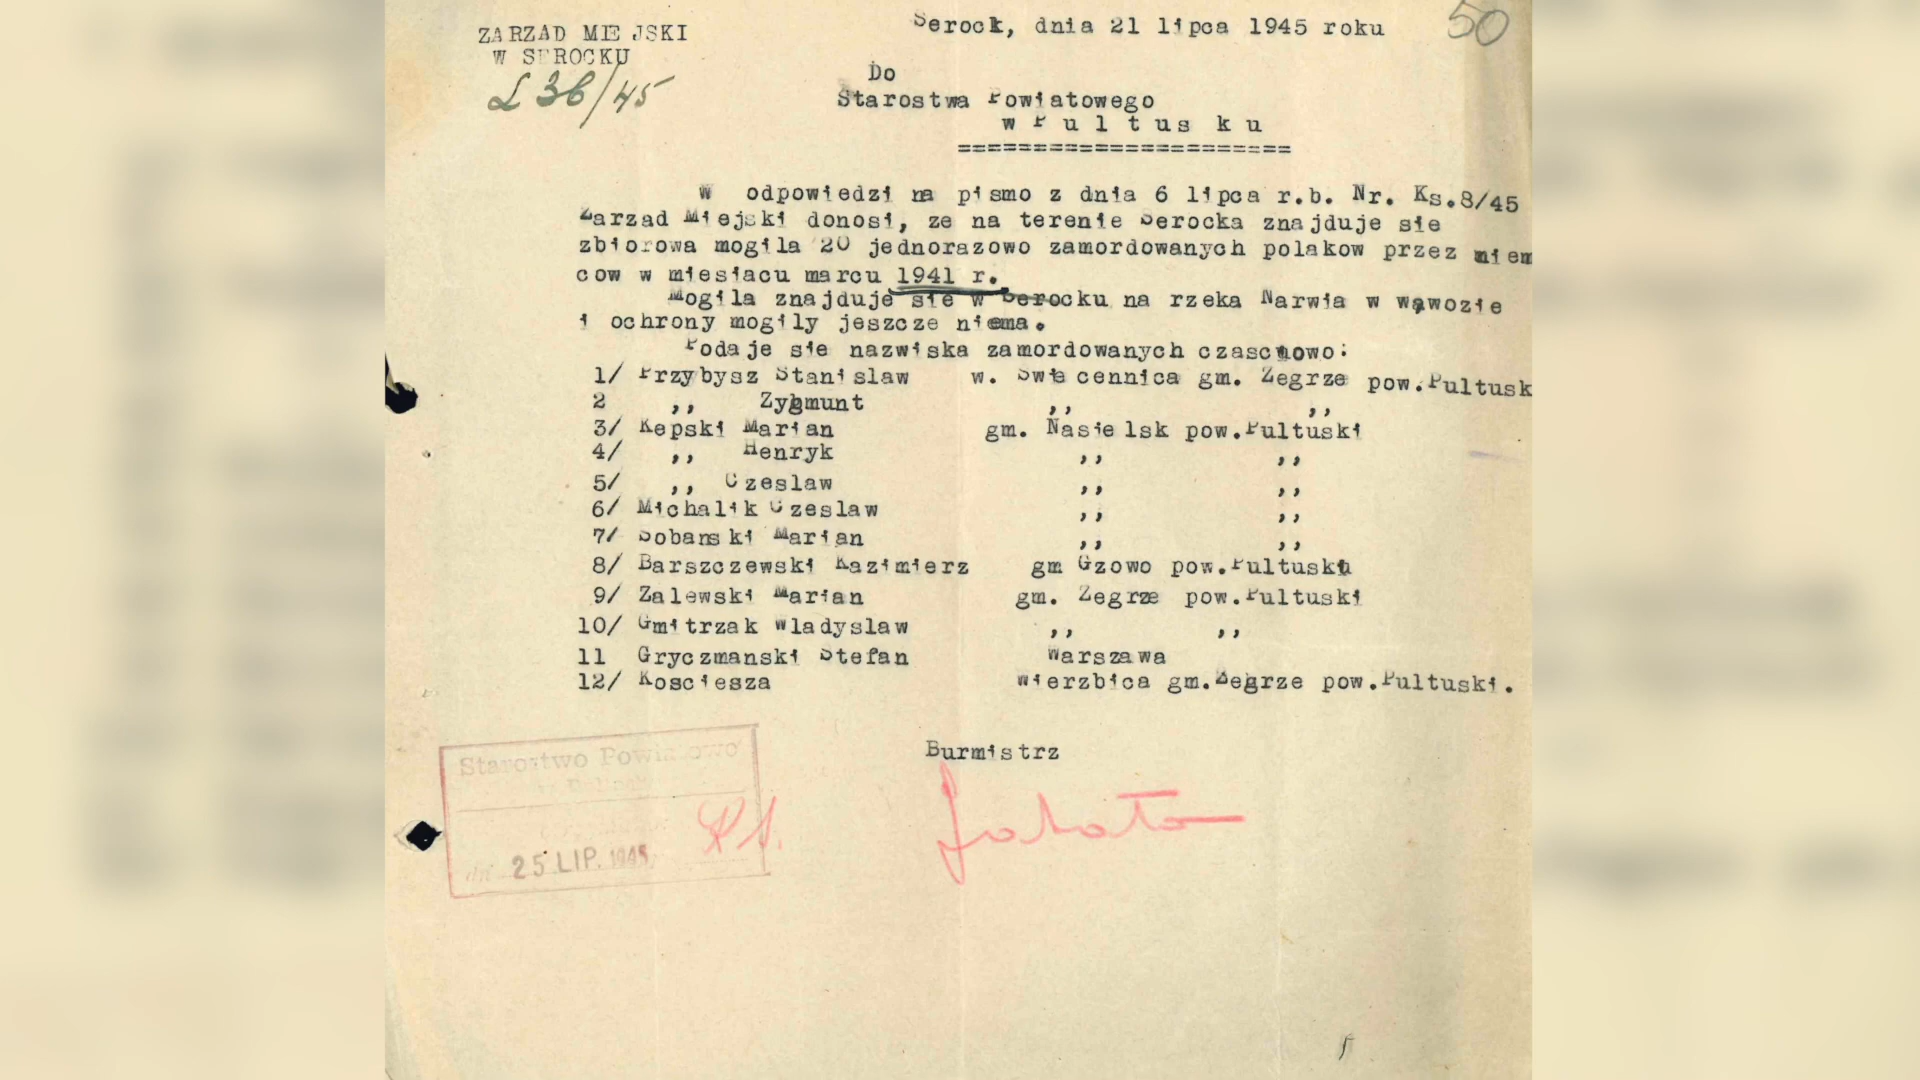 ZARZAD MIEJSKI
W SEROCKU
L 36/45
Serock, dnia 21 lipca 1945 roku
50
Do
Starostwa Powiatowego
w P u l t u s k u
======================
W odpowiedzi na pismo z dnia 6 lipca r.b. Nr. Ks.8/45
Zarzad Miejski donosi, ze na terenie Serocka znajduje sie
zbiorowa mogila 20 jednorazowo zamordowanych polakow przez niem
cow w miesiacu marcu 1941 r.
Mogila znajduje sie w Serocku na rzeka Narwia w wawozie
i ochrony mogily jeszcze niema.
Podaje sie nazwiska zamordowanych czasciowo:
1/ Przybysz Stanislaw w. Swiecennica gm. Zegrze pow.Pultusk
2 ,, Zygmunt ,, ,,
3/ Kepski Marian gm. Nasielsk pow.Pultuski
4/ ,, Henryk ,, ,,
5/ ,, Czeslaw ,, ,,
6/ Michalik Czeslaw ,, ,,
7/ Sobanski Marian ,, ,,
8/ Barszczewski Kazimierz gm Gzowo pow.Pultuski
9/ Zalewski Marian gm. Zegrze pow.Pultuski
10/ Gmitrzak Wladyslaw ,, ,,
11 Gryczmanski Stefan Warszawa
12/ Kosciesza Wierzbica gm.Zegrze pow.Pultuski.
Burmistrz
Starostwo Powiatowo
dn 25 LIP. 1945